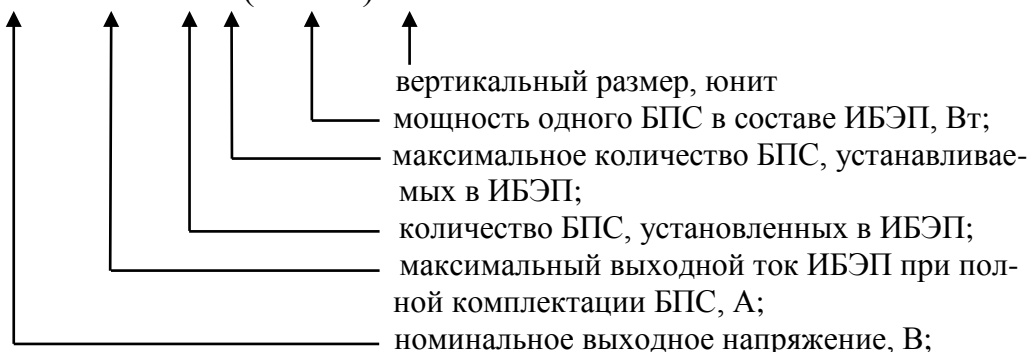 вертикальный размер, юнит
мощность одного БПС в составе ИБЭП, Вт;
максимальное количество БПС, устанавливае-
мых в ИБЭП;
количество БПС, установленных в ИБЭП;
максимальный выходной ток ИБЭП при пол-
ной комплектации БПС, А;
номинальное выходное напряжение, В;